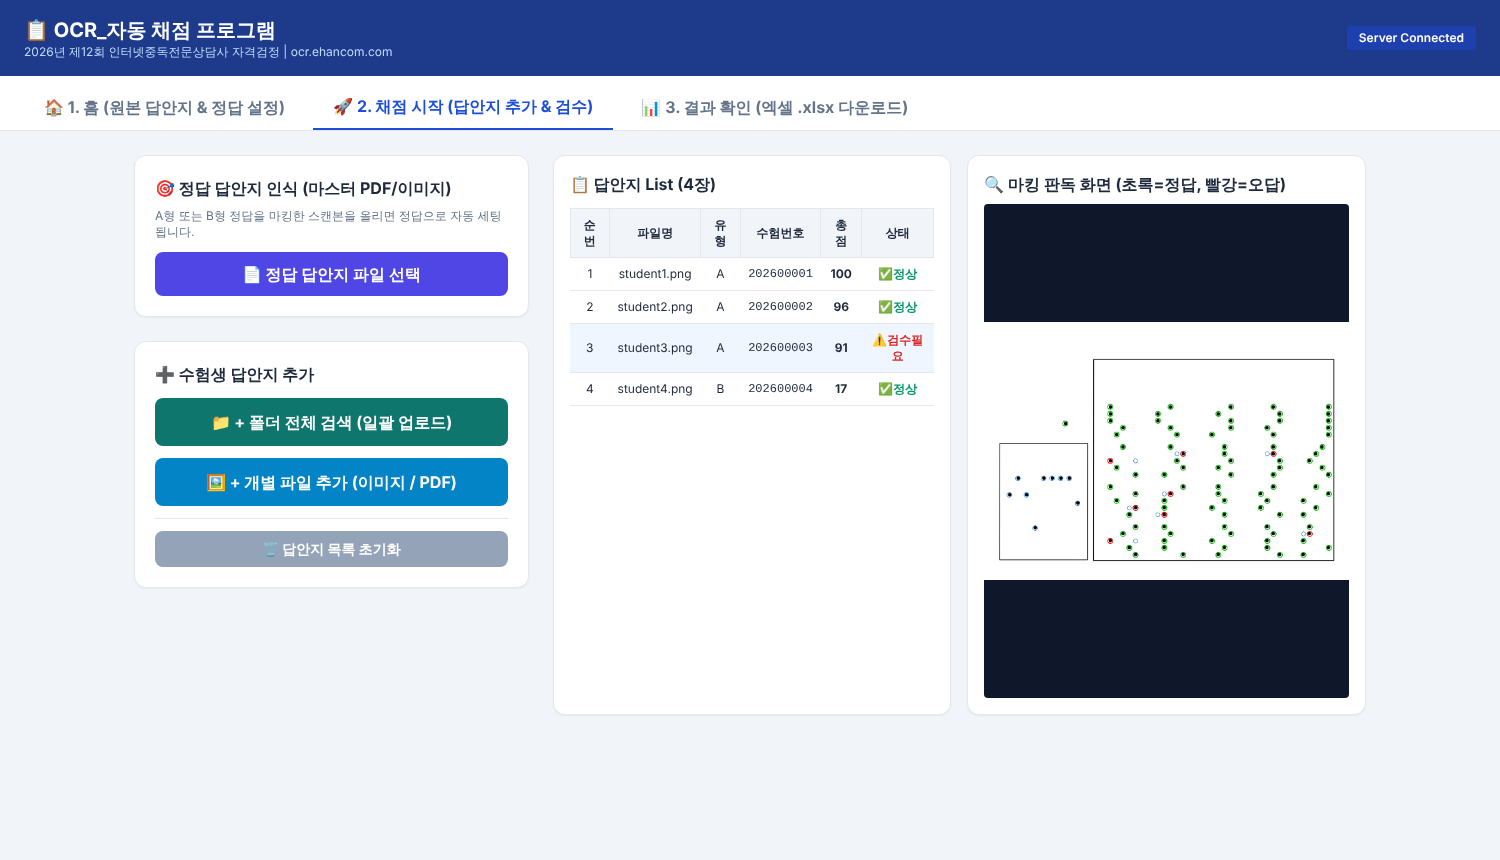 📋 OCR_자동 채점 프로그램
2026년 제12회 인터넷중독전문상담사 자격검정 | ocr.ehancom.com
Server Connected
🏠 1. 홈 (원본 답안지 & 정답 설정)
🚀 2. 채점 시작 (답안지 추가 & 검수)
📊 3. 결과 확인 (엑셀 .xlsx 다운로드)
🎯 정답 답안지 인식 (마스터 PDF/이미지)
A형 또는 B형 정답을 마킹한 스캔본을 올리면 정답으로 자동 세팅
됩니다.
📄 정답 답안지 파일 선택
➕ 수험생 답안지 추가
📁 + 폴더 전체 검색 (일괄 업로드)
🖼️ + 개별 파일 추가 (이미지 / PDF)
🗑️ 답안지 목록 초기화
📋 답안지 List (4장)
순번 파일명 유형 수험번호 총점 상태
1 student1.png A 202600001 100 ✅정상
2 student2.png A 202600002 96 ✅정상
3 student3.png A 202600003 91 ⚠️검수필요
4 student4.png B 202600004 17 ✅정상
🔍 마킹 판독 화면 (초록=정답, 빨강=오답)